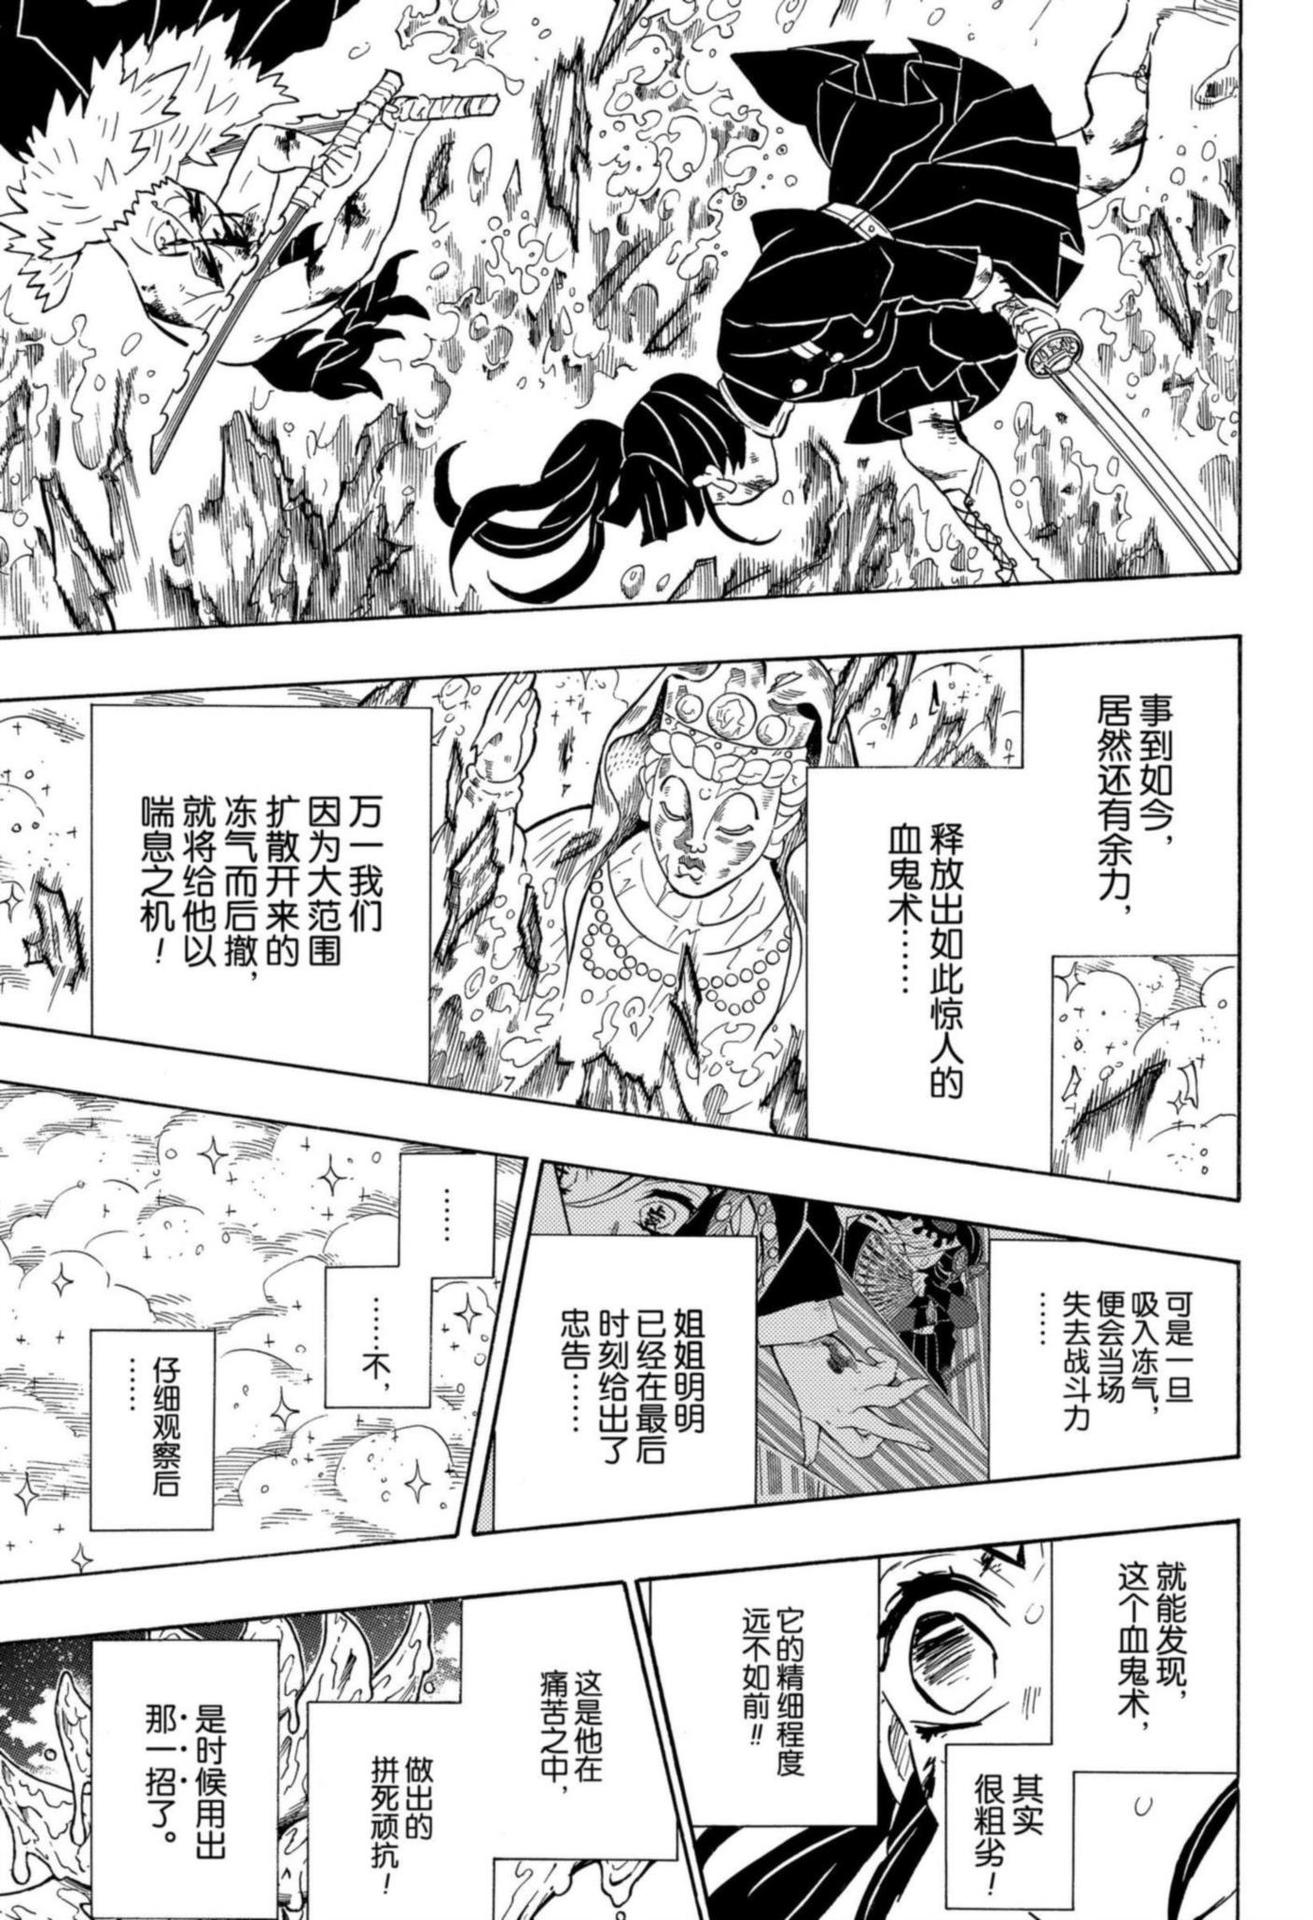 事到如今，
居然还有余力，
释放出如此惊人的
血鬼术……
万一我们
因为大范围
扩散开来的
冻气而后撤，
就将给他以
喘息之机！
可是一旦
吸入冻气，
便会当场
失去战斗力
……
姐姐明明
已经在最后
时刻给出了
忠告……
……
……不，
仔细观察后
……
就能发现，
这个血鬼术，
其实
很粗劣！
它的精细程度
远不如前!!
这是他在
痛苦之中，
做出的
拼死顽抗！
是时候用出
那一招了。